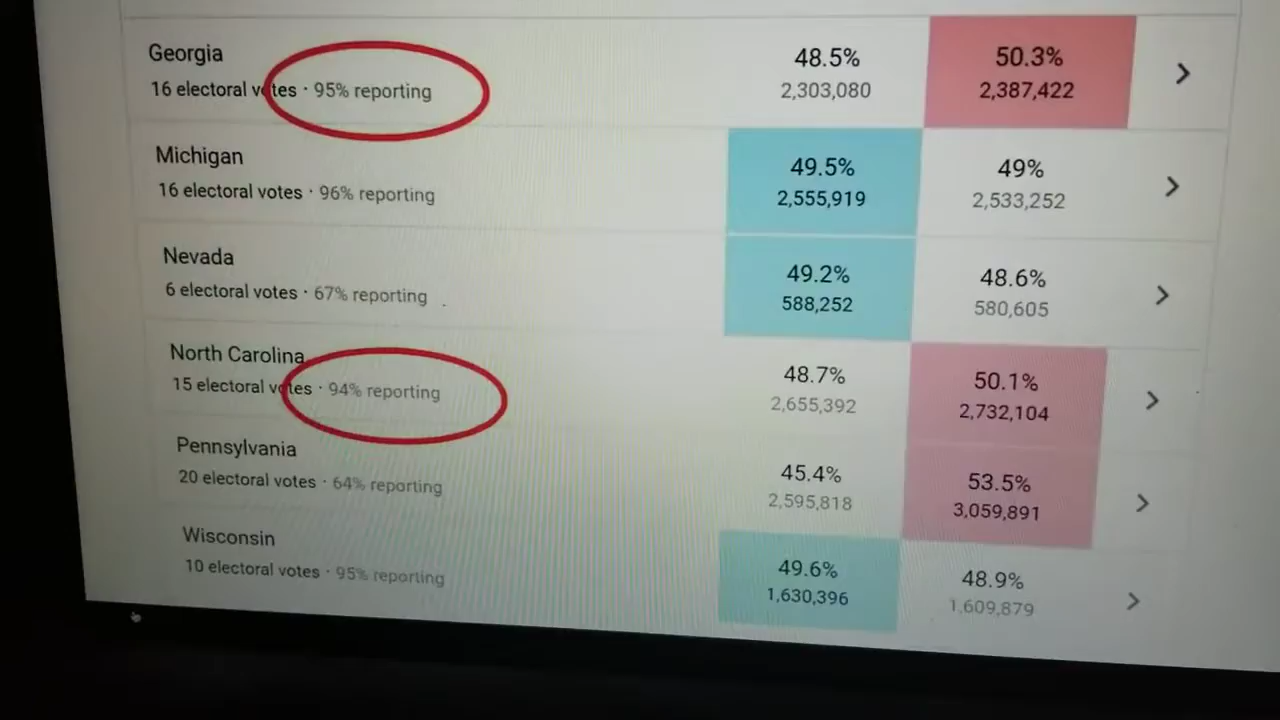 Georgia
16 electoral votes · 95% reporting
48.5%
2,303,080
50.3%
2,387,422
Michigan
16 electoral votes · 96% reporting
49.5%
2,555,919
49%
2,533,252
Nevada
6 electoral votes · 67% reporting
49.2%
588,252
48.6%
580,605
North Carolina
15 electoral votes · 94% reporting
48.7%
2,655,392
50.1%
2,732,104
Pennsylvania
20 electoral votes · 64% reporting
45.4%
2,595,818
53.5%
3,059,891
Wisconsin
10 electoral votes · 95% reporting
49.6%
1,630,396
48.9%
1,609,879